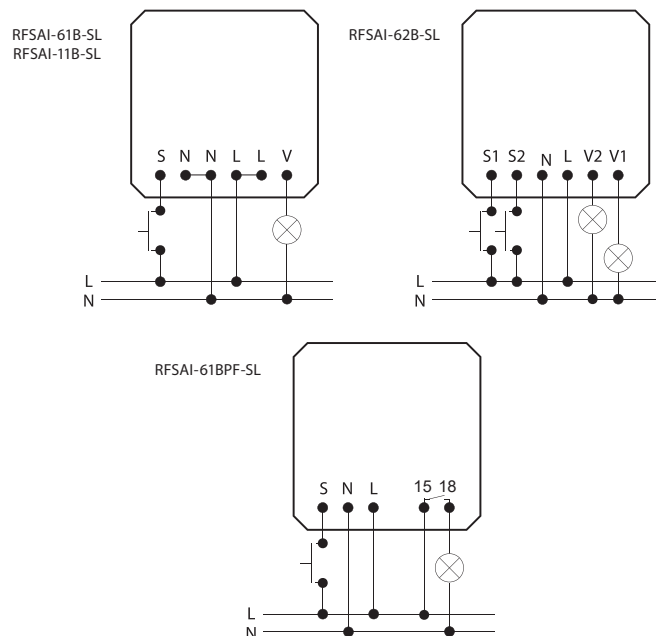 RFSAI-61B-SL
RFSAI-11B-SL
S N N L L V
L
N
RFSAI-62B-SL
S1 S2 N L V2 V1
L
N
RFSAI-61BPF-SL
S N L 15 18
L
N